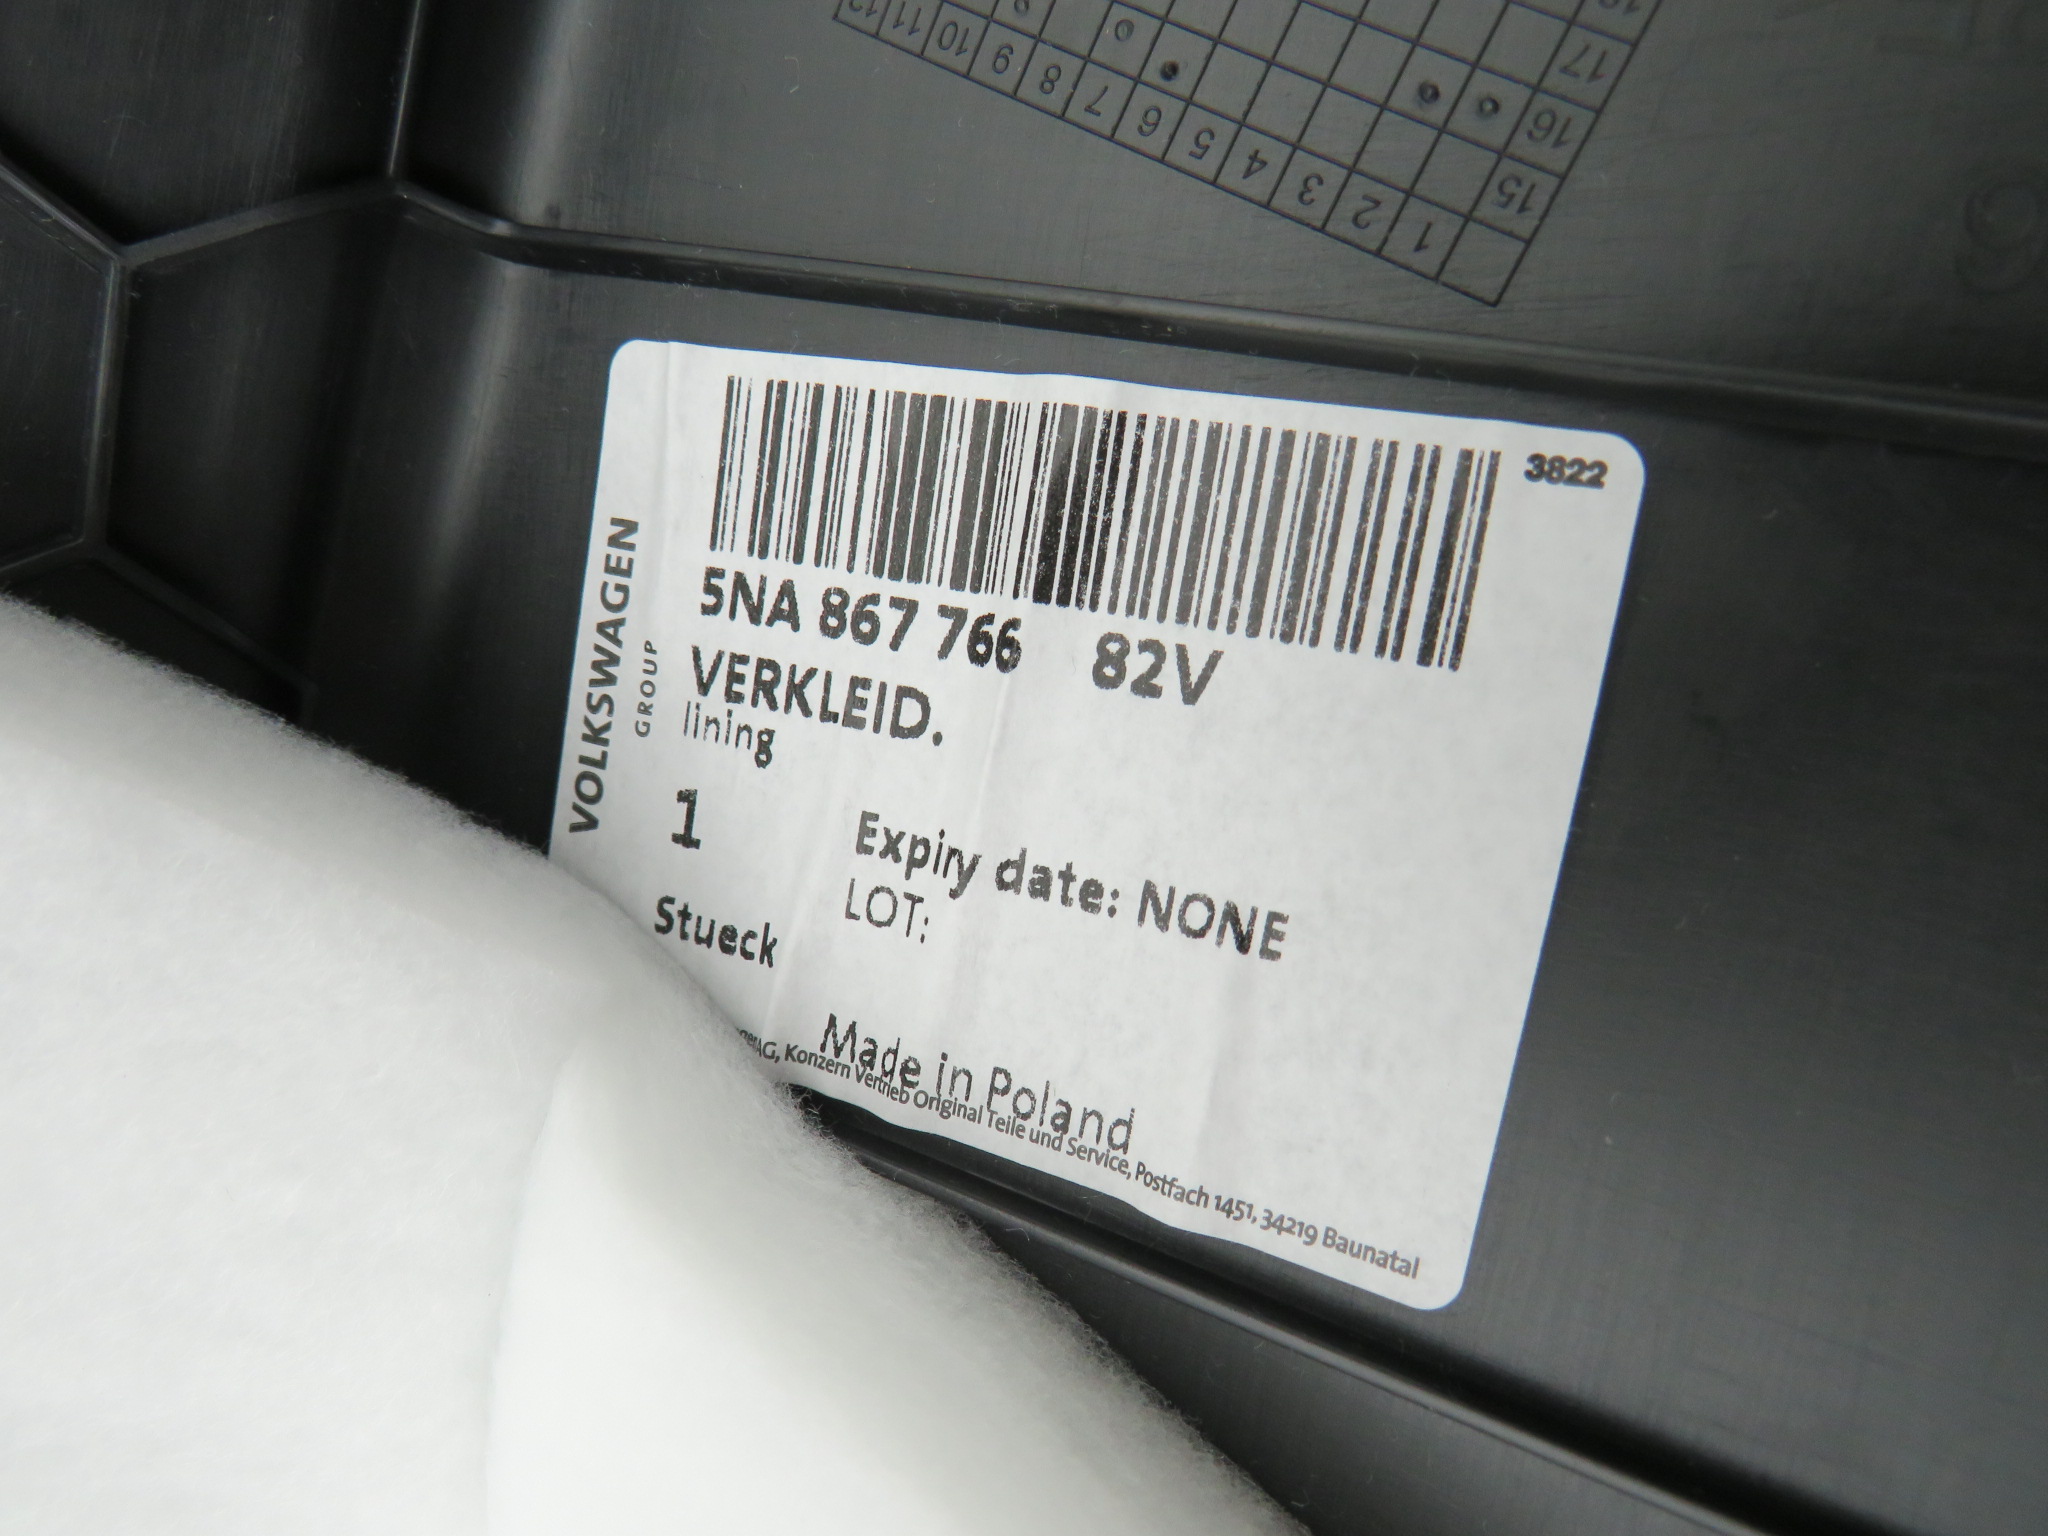 12 11 10 9 8 7 6 5 4 3 2 1
15
16
17
3822
VOLKSWAGEN
GROUP
5NA 867 766 82V
VERKLEID.
lining
1
Stueck
Expiry date: NONE
LOT:
Made in Poland
AG, Konzern Vertrieb Original Teile und Service, Postfach 1451, 34219 Baunatal